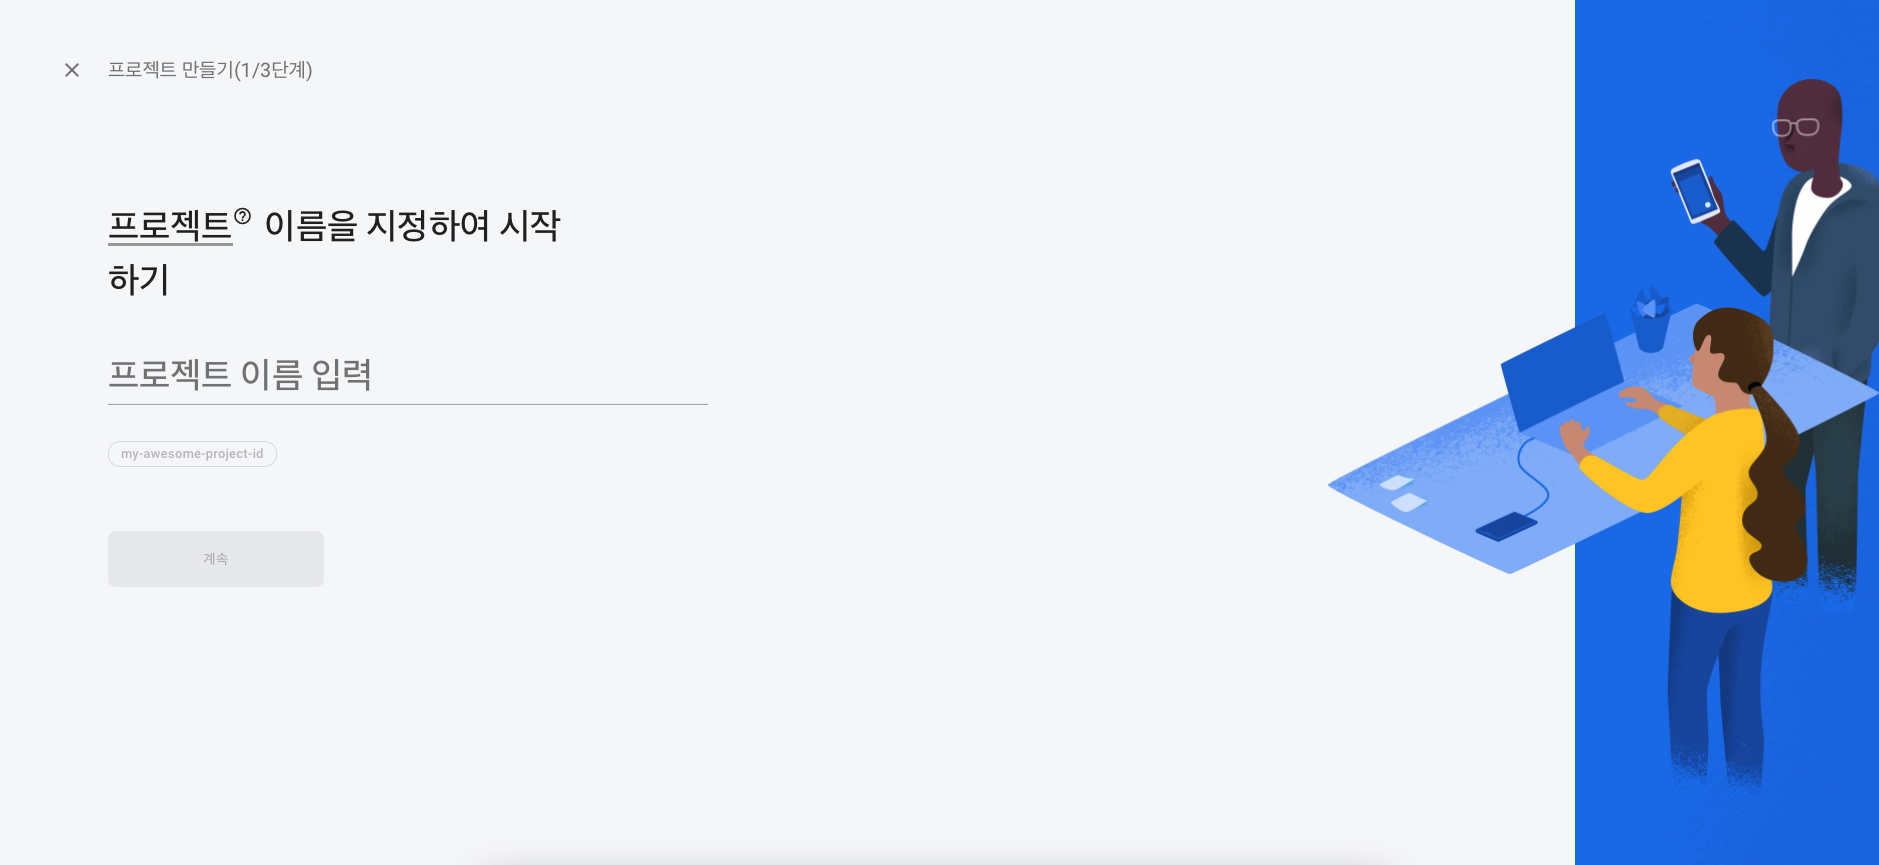 프로젝트 만들기(1/3단계)
프로젝트 이름을 지정하여 시작
하기
프로젝트 이름 입력
my-awesome-project-id
계속